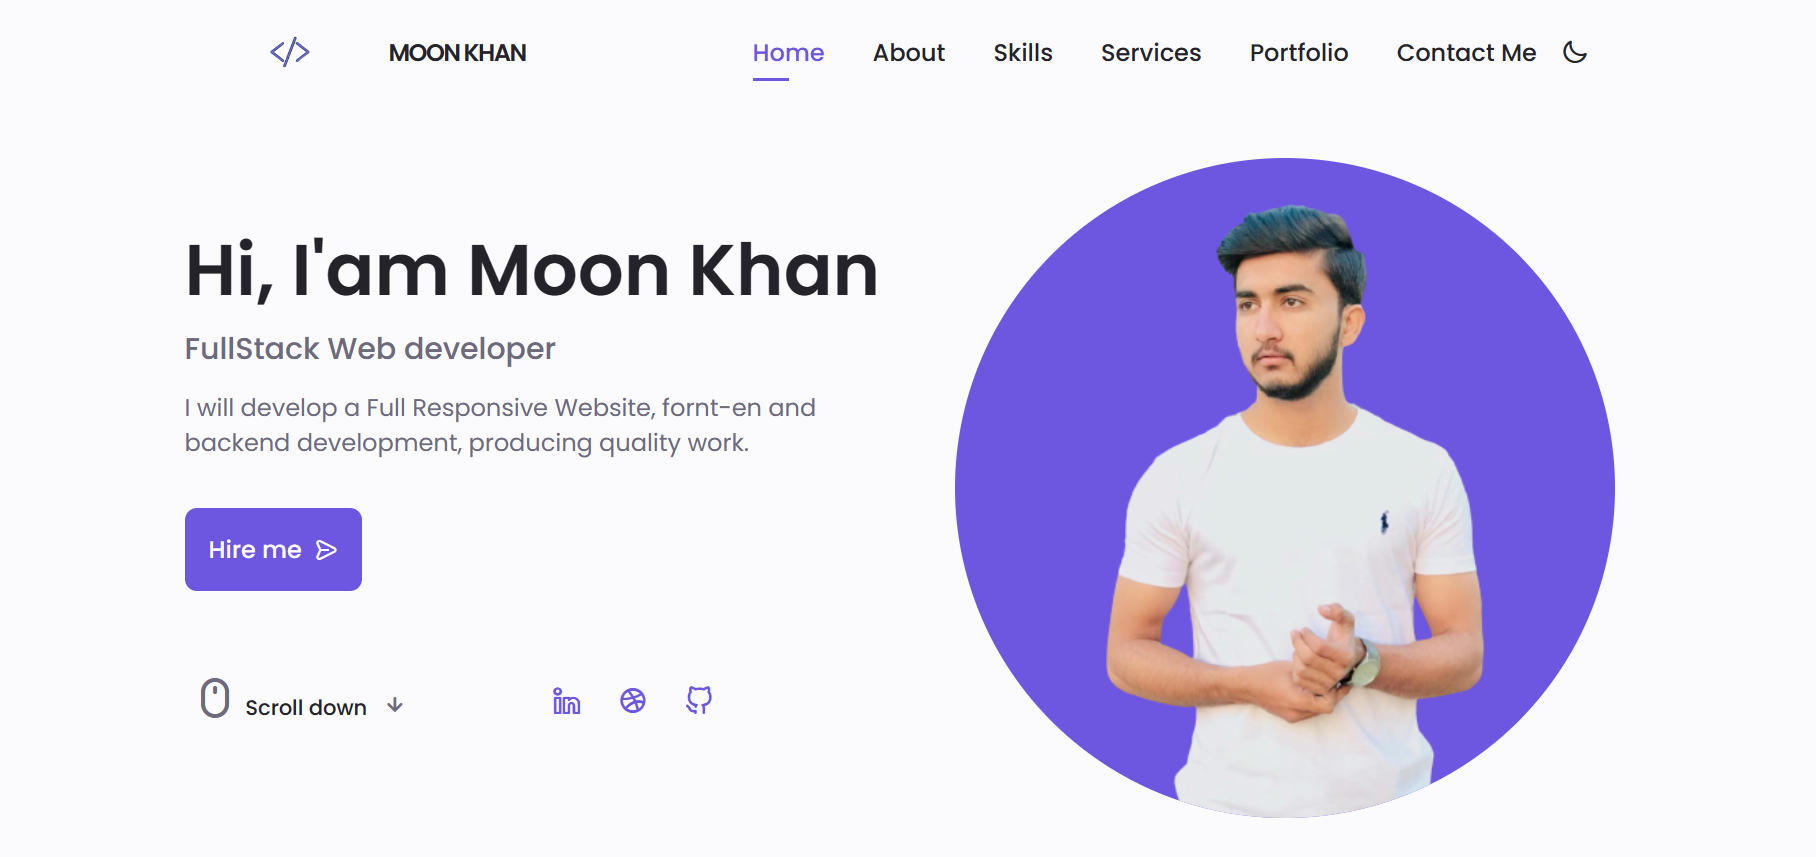 </>
MOON KHAN
Home About Skills Services Portfolio Contact Me
Hi, I'am Moon Khan
FullStack Web developer
I will develop a Full Responsive Website, fornt-en and
backend development, producing quality work.
Hire me
Scroll down